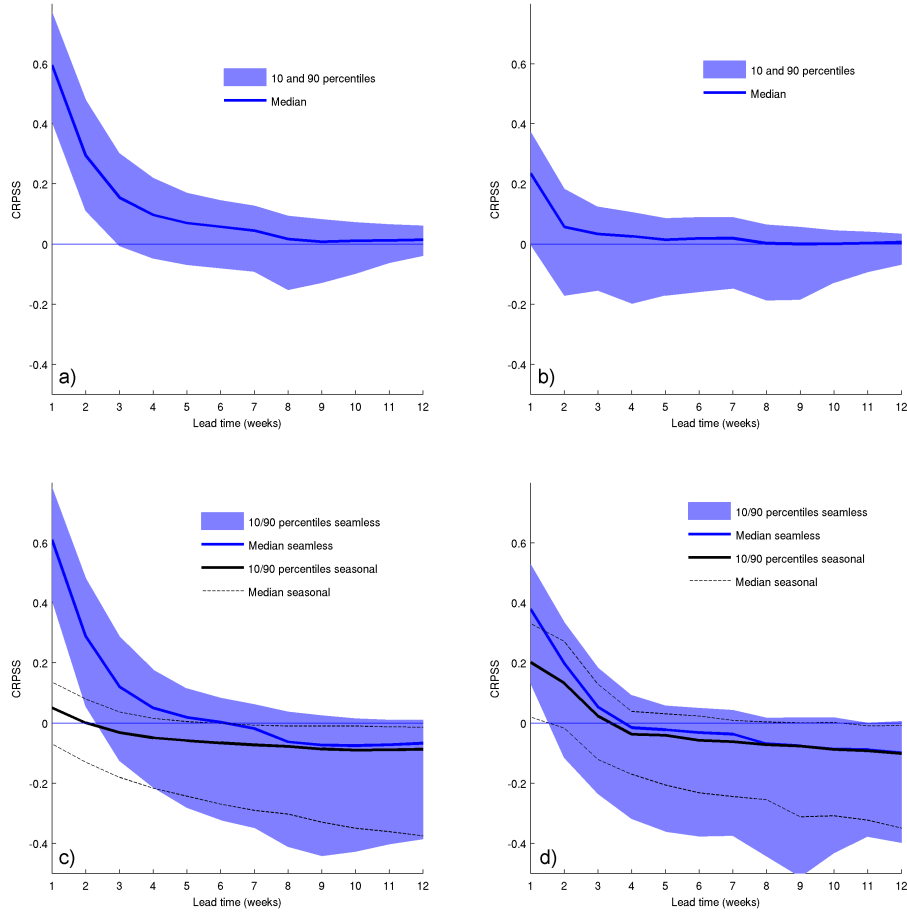 0.6
0.4
0.2
0
-0.2
-0.4
CRPSS
10 and 90 percentiles
Median
a)
1 2 3 4 5 6 7 8 9 10 11 12
Lead time (weeks)
0.6
0.4
0.2
0
-0.2
-0.4
CRPSS
10 and 90 percentiles
Median
b)
1 2 3 4 5 6 7 8 9 10 11 12
Lead time (weeks)
0.6
0.4
0.2
0
-0.2
-0.4
CRPSS
10/90 percentiles seamless
Median seamless
10/90 percentiles seasonal
Median seasonal
c)
1 2 3 4 5 6 7 8 9 10 11 12
Lead time (weeks)
0.6
0.4
0.2
0
-0.2
-0.4
CRPSS
10/90 percentiles seamless
Median seamless
10/90 percentiles seasonal
Median seasonal
d)
1 2 3 4 5 6 7 8 9 10 11 12
Lead time (weeks)